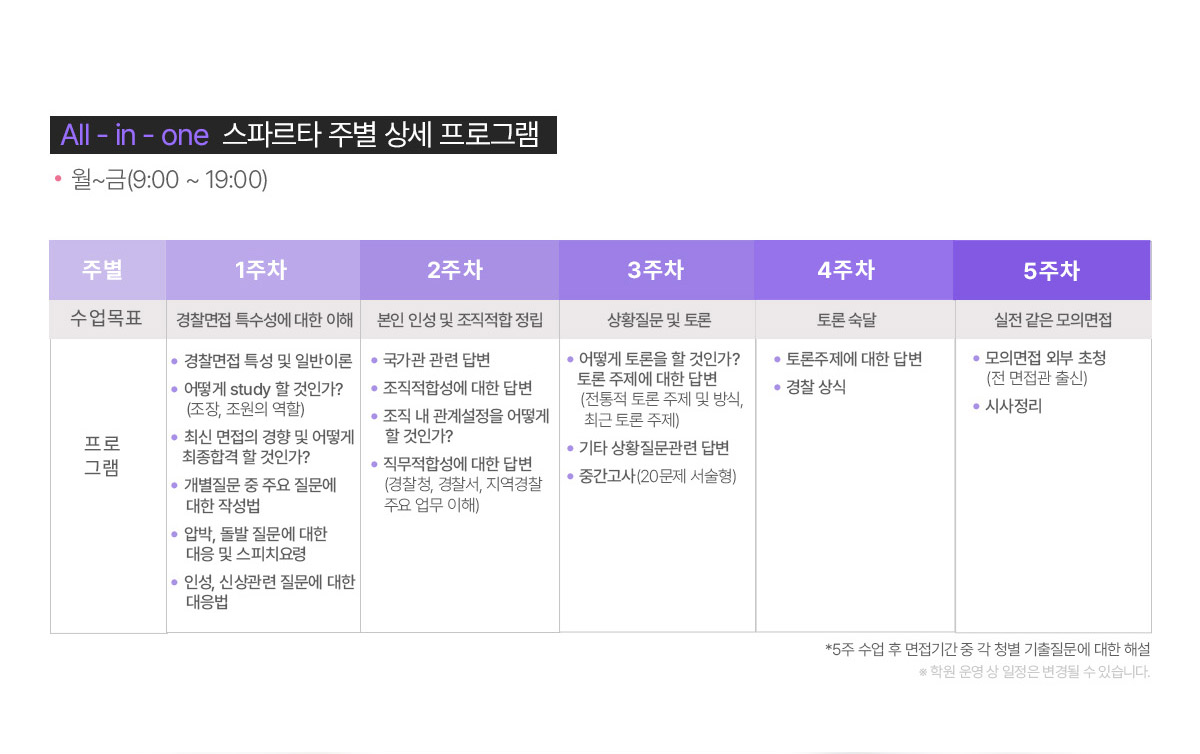 All - in - one 스파르타 주별 상세 프로그램
• 월~금(9:00 ~ 19:00)
주별 1주차 2주차 3주차 4주차 5주차
수업목표 경찰면접 특수성에 대한 이해 본인 인성 및 조직적합 정립 상황질문 및 토론 토론 숙달 실전 같은 모의면접
프로
그램
• 경찰면접 특성 및 일반이론
• 어떻게 study 할 것인가?
(조장, 조원의 역할)
• 최신 면접의 경향 및 어떻게
최종합격 할 것인가?
• 개별질문 중 주요 질문에
대한 작성법
• 압박, 돌발 질문에 대한
대응 및 스피치요령
• 인성, 신상관련 질문에 대한
대응법
• 국가관 관련 답변
• 조직적합성에 대한 답변
• 조직 내 관계설정을 어떻게
할 것인가?
• 직무적합성에 대한 답변
(경찰청, 경찰서, 지역경찰
주요 업무 이해)
• 어떻게 토론을 할 것인가?
토론 주제에 대한 답변
(전통적 토론 주제 및 방식,
최근 토론 주제)
• 기타 상황질문관련 답변
• 중간고사(20문제 서술형)
• 토론주제에 대한 답변
• 경찰 상식
• 모의면접 외부 초청
(전 면접관 출신)
• 시사정리
*5주 수업 후 면접기간 중 각 청별 기출질문에 대한 해설
※ 학원 운영 상 일정은 변경될 수 있습니다.